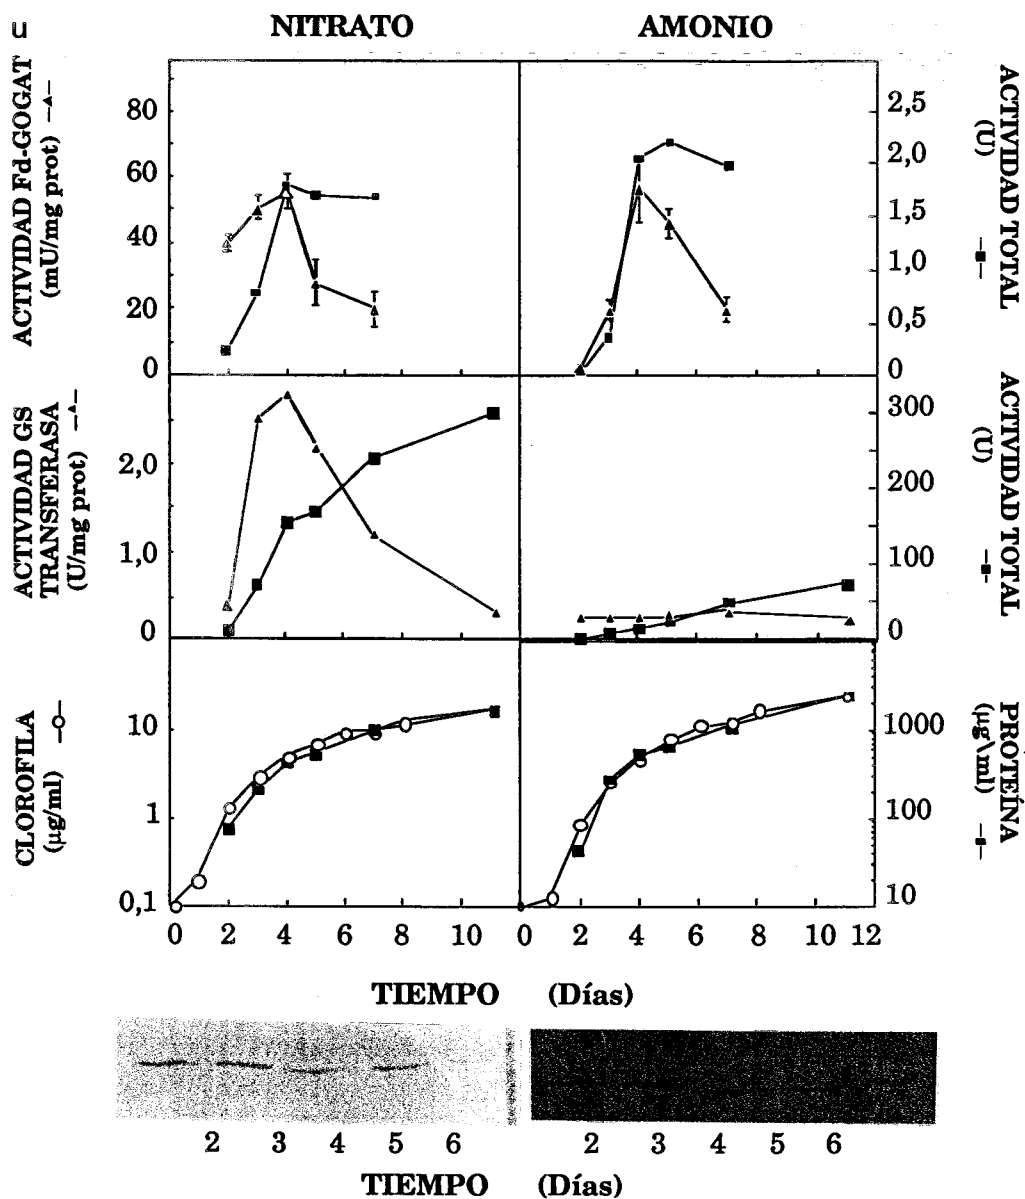 u
NITRATO
AMONIO
ACTIVIDAD Fd-GOGAT
(mU/mg prot)
80
60
40
20
0
2,5
2,0
1,5
1,0
0,5
0
ACTIVIDAD TOTAL
(U)
ACTIVIDAD GS
TRANSFERASA
(U/mg prot)
2,0
1,0
0
300
200
100
0
ACTIVIDAD TOTAL
(U)
CLOROFILA
(µg/ml)
10
1
0,1
1000
100
10
PROTEÍNA
(µg\ml)
0 2 4 6 8 10
0 2 4 6 8 10 12
TIEMPO (Días)
2 3 4 5 6
2 3 4 5 6
TIEMPO (Días)